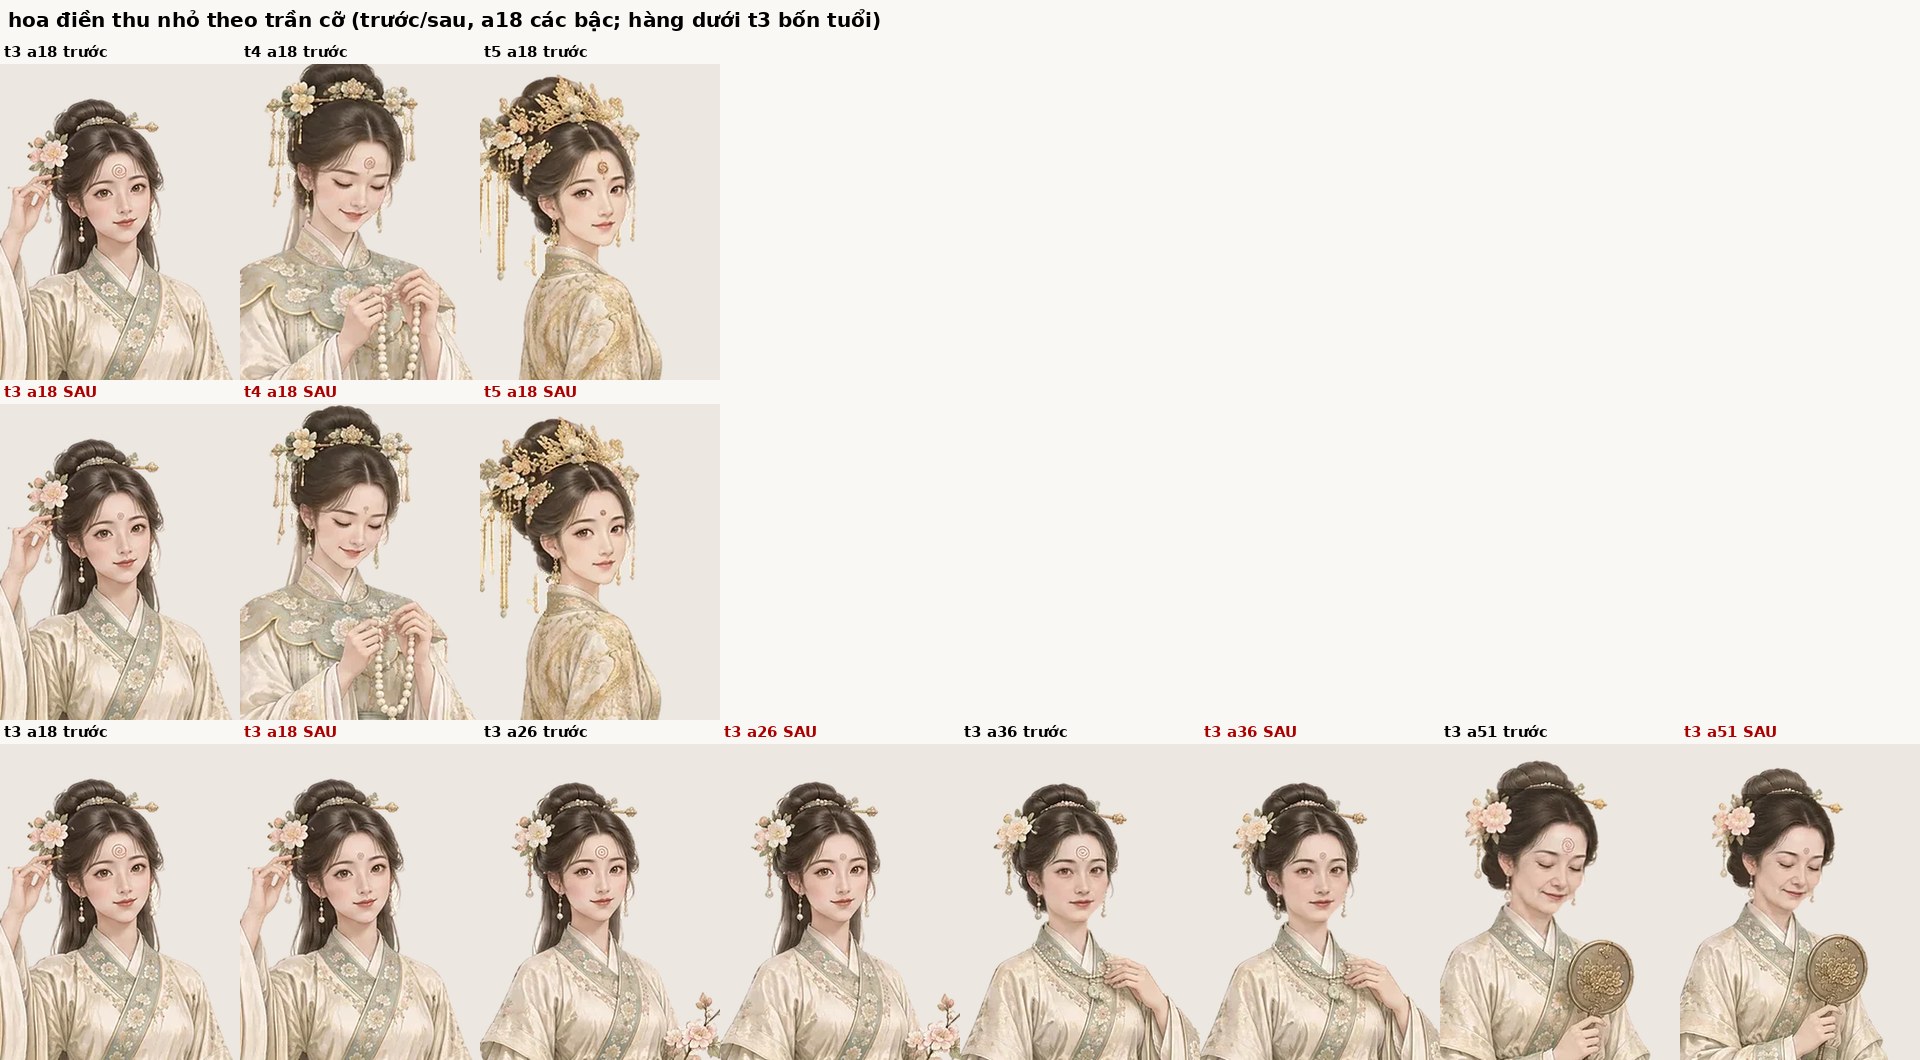 hoa điền thu nhỏ theo trần cỡ (trước/sau, a18 các bậc; hàng dưới t3 bốn tuổi)
t3 a18 trước
t4 a18 trước
t5 a18 trước
t3 a18 SAU
t4 a18 SAU
t5 a18 SAU
t3 a18 trước
t3 a18 SAU
t3 a26 trước
t3 a26 SAU
t3 a36 trước
t3 a36 SAU
t3 a51 trước
t3 a51 SAU